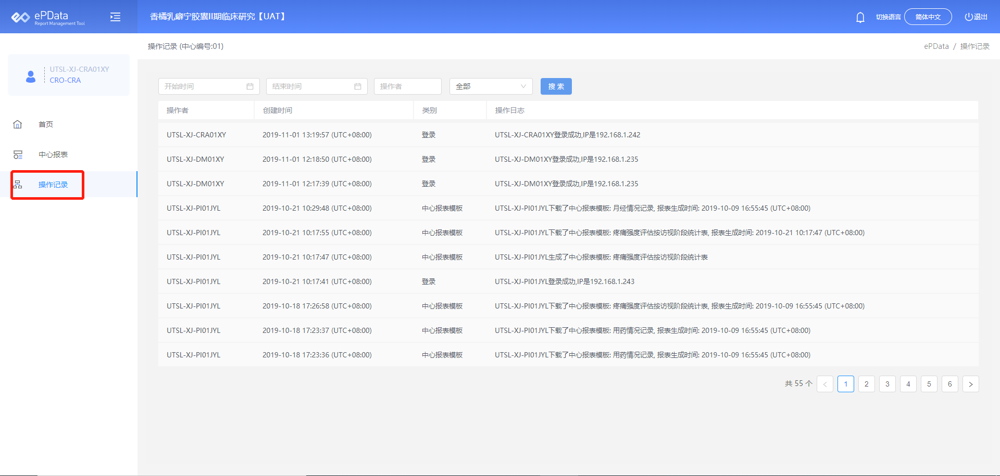 ePData
Report Management Tool
香橘乳癖宁胶囊II期临床研究【UAT】
切换语言 简体中文 退出
操作记录 (中心编号:01)
ePData / 操作记录
UTSL-XJ-CRA01XY
CRO-CRA
首页
中心报表
操作记录
开始时间 结束时间 操作者 全部 搜 索
操作者 创建时间 类别 操作日志
UTSL-XJ-CRA01XY 2019-11-01 13:19:57 (UTC+08:00) 登录 UTSL-XJ-CRA01XY登录成功,IP是192.168.1.242
UTSL-XJ-DM01XY 2019-11-01 12:18:50 (UTC+08:00) 登录 UTSL-XJ-DM01XY登录成功,IP是192.168.1.235
UTSL-XJ-DM01XY 2019-11-01 12:17:39 (UTC+08:00) 登录 UTSL-XJ-DM01XY登录成功,IP是192.168.1.235
UTSL-XJ-PI01JYL 2019-10-21 10:29:48 (UTC+08:00) 中心报表模板 UTSL-XJ-PI01JYL下载了中心报表模板: 月经情况记录, 报表生成时间: 2019-10-09 16:55:45 (UTC+08:00)
UTSL-XJ-PI01JYL 2019-10-21 10:17:55 (UTC+08:00) 中心报表模板 UTSL-XJ-PI01JYL下载了中心报表模板: 疼痛强度评估按访视阶段统计表, 报表生成时间: 2019-10-21 10:17:47 (UTC+08:00)
UTSL-XJ-PI01JYL 2019-10-21 10:17:47 (UTC+08:00) 中心报表模板 UTSL-XJ-PI01JYL生成了中心报表模板: 疼痛强度评估按访视阶段统计表
UTSL-XJ-PI01JYL 2019-10-21 10:17:41 (UTC+08:00) 登录 UTSL-XJ-PI01JYL登录成功,IP是192.168.1.243
UTSL-XJ-PI01JYL 2019-10-18 17:26:58 (UTC+08:00) 中心报表模板 UTSL-XJ-PI01JYL下载了中心报表模板: 疼痛强度评估按访视阶段统计表, 报表生成时间: 2019-10-09 16:55:45 (UTC+08:00)
UTSL-XJ-PI01JYL 2019-10-18 17:23:37 (UTC+08:00) 中心报表模板 UTSL-XJ-PI01JYL下载了中心报表模板: 用药情况记录, 报表生成时间: 2019-10-09 16:55:45 (UTC+08:00)
UTSL-XJ-PI01JYL 2019-10-18 17:23:36 (UTC+08:00) 中心报表模板 UTSL-XJ-PI01JYL下载了中心报表模板: 用药情况记录, 报表生成时间: 2019-10-09 16:55:45 (UTC+08:00)
共 55 个 < 1 2 3 4 5 6 >